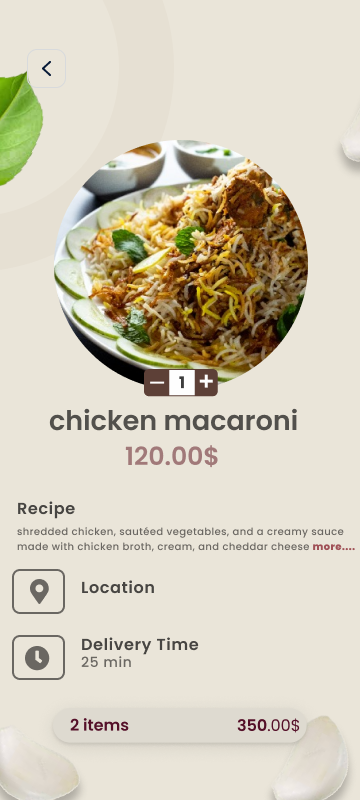 1
chicken macaroni
120.00$
Recipe
shredded chicken, sautéed vegetables, and a creamy sauce
made with chicken broth, cream, and cheddar cheese more....
Location
Delivery Time
25 min
2 items 350.00$